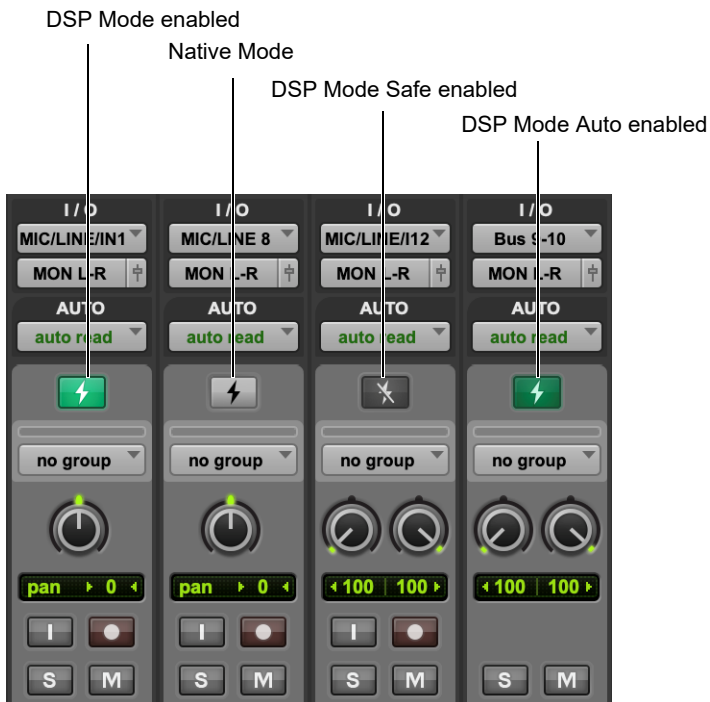 DSP Mode enabled
Native Mode
DSP Mode Safe enabled
DSP Mode Auto enabled
I / O
I / O
I / O
I / O
MIC/LINE/IN1
MIC/LINE 8
MIC/LINE/I12
Bus 9-10
MON L-R
MON L-R
MON L-R
MON L-R
AUTO
AUTO
AUTO
AUTO
auto read
auto read
auto read
auto read
no group
no group
no group
no group
pan 0
pan 0
100 100
100 100
I
I
I
S M
S M
S M
S M